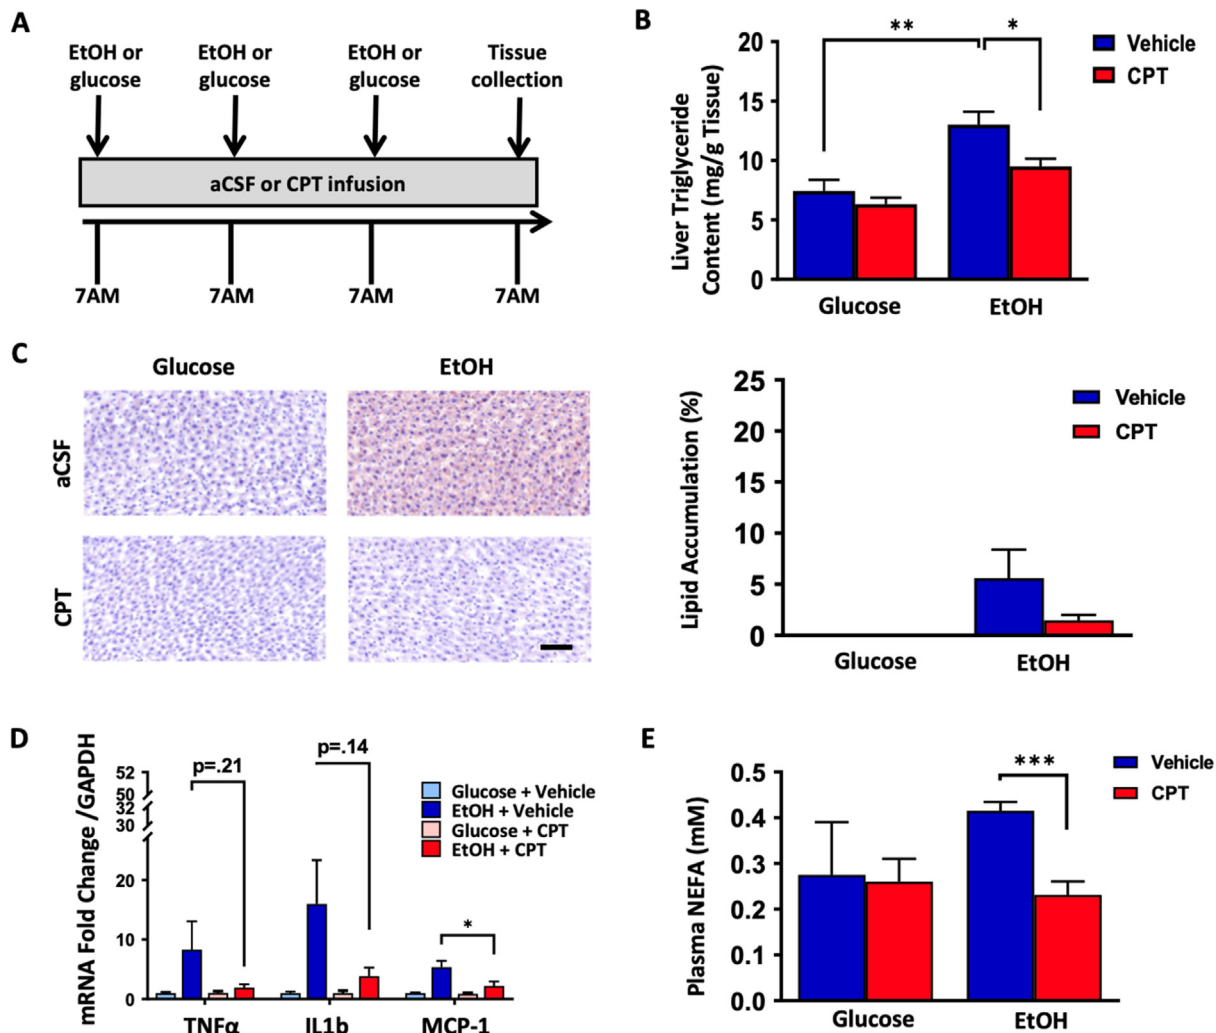 A
EtOH or
glucose
EtOH or
glucose
EtOH or
glucose
Tissue
collection
aCSF or CPT infusion
7AM
7AM
7AM
7AM
B
Liver Triglyceride
Content (mg/g Tissue)
20
15
10
5
0
**
*
Vehicle
CPT
Glucose
EtOH
C
Glucose
EtOH
aCSF
CPT
Lipid Accumulation (%)
25
20
15
10
5
0
Vehicle
CPT
Glucose
EtOH
D
mRNA Fold Change /GAPDH
52
50
32
30
20
10
0
p=.21
p=.14
*
Glucose + Vehicle
EtOH + Vehicle
Glucose + CPT
EtOH + CPT
TNFα
IL1b
MCP-1
E
Plasma NEFA (mM)
0.5
0.4
0.3
0.2
0.1
0.0
***
Vehicle
CPT
Glucose
EtOH